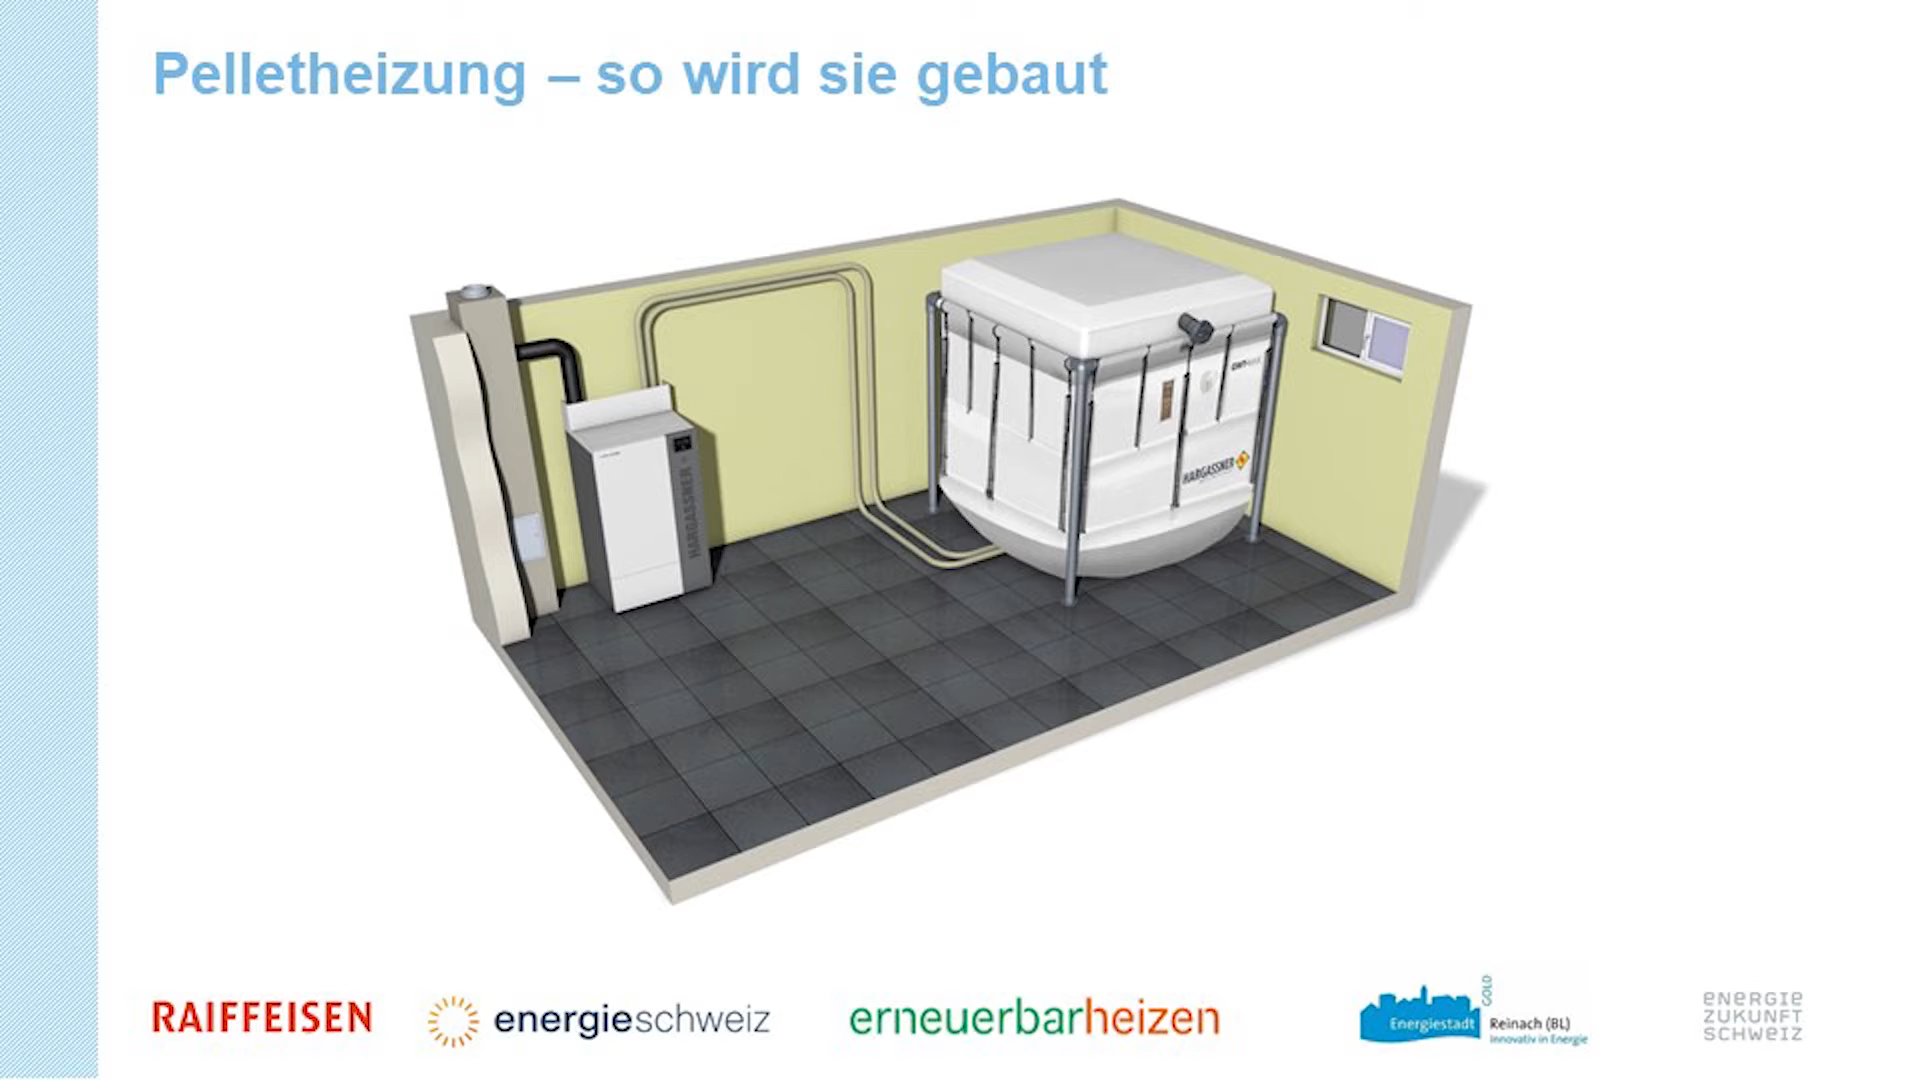 Pelletheizung – so wird sie gebaut
HARGASSNER
HARGASSNER
RAIFFEISEN
energieschweiz
erneuerbarheizen
Energiestadt
GOLD
Reinach (BL)
Innovativ in Energie
ENERGIE
ZUKUNFT
SCHWEIZ